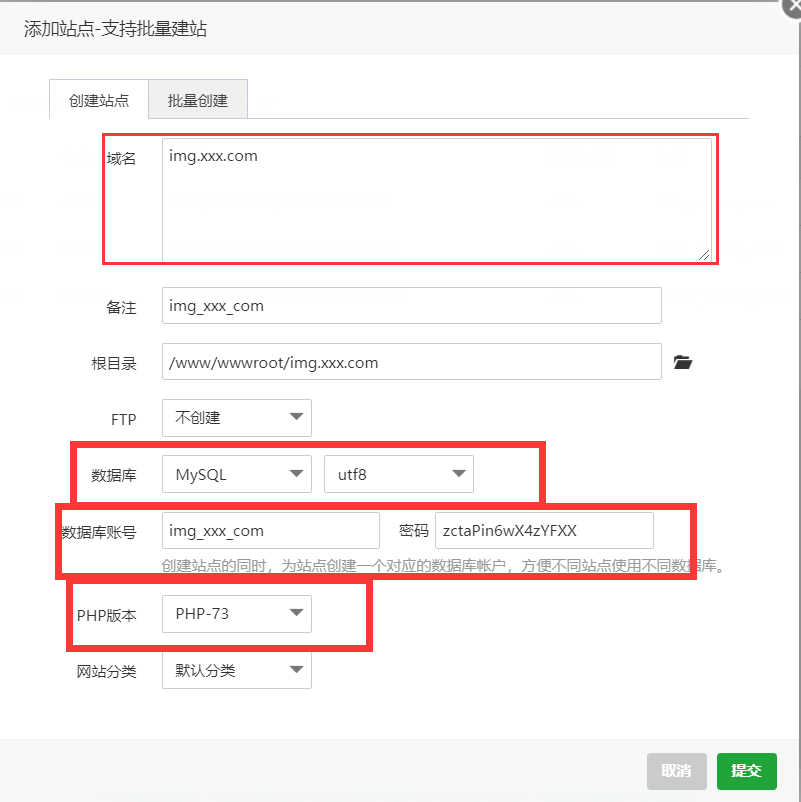 添加站点-支持批量建站
创建站点 批量创建
域名 img.xxx.com
备注 img_xxx_com
根目录 /www/wwwroot/img.xxx.com
FTP 不创建
数据库 MySQL utf8
数据库账号 img_xxx_com 密码 zctaPin6wX4zYFXX
创建站点的同时，为站点创建一个对应的数据库帐户，方便不同站点使用不同数据库。
PHP版本 PHP-73
网站分类 默认分类
取消 提交